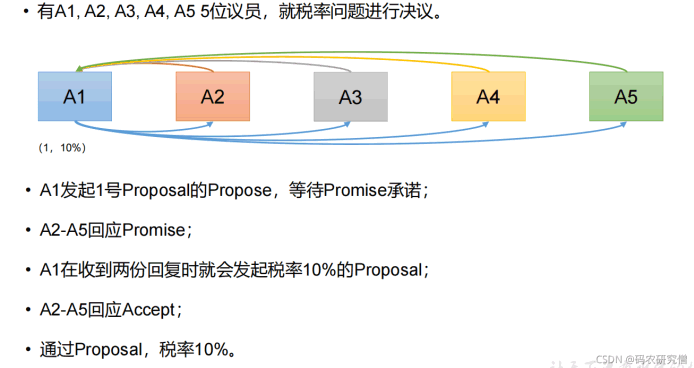 • 有A1, A2, A3, A4, A5 5位议员，就税率问题进行决议。
A1 A2 A3 A4 A5
（1，10%）
• A1发起1号Proposal的Propose，等待Promise承诺；
• A2-A5回应Promise；
• A1在收到两份回复时就会发起税率10%的Proposal；
• A2-A5回应Accept；
• 通过Proposal，税率10%。
CSDN @码农研究僧